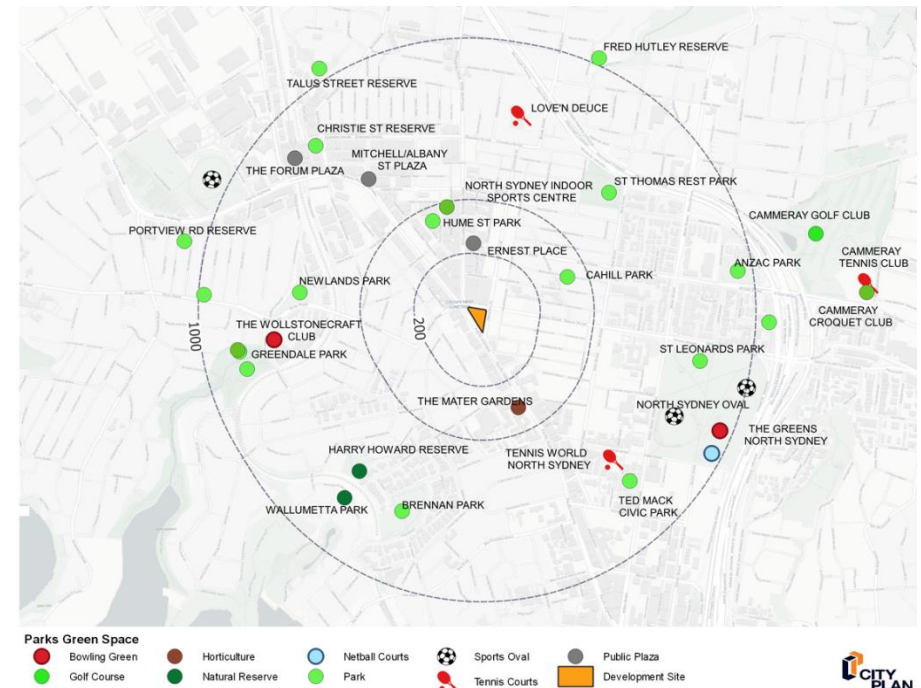 FRED HUTLEY RESERVE
TALUS STREET RESERVE
LOVE'N DEUCE
CHRISTIE ST RESERVE
THE FORUM PLAZA
MITCHELL/ALBANY
ST PLAZA
NORTH SYDNEY INDOOR
SPORTS CENTRE
ST THOMAS REST PARK
HUME ST PARK
CAMMERAY GOLF CLUB
PORTVIEW RD RESERVE
ERNEST PLACE
CAMMERAY
TENNIS CLUB
ANZAC PARK
CAHILL PARK
NEWLANDS PARK
CAMMERAY
CROQUET CLUB
1000
200
THE WOLLSTONECRAFT
CLUB
GREENDALE PARK
ST LEONARDS PARK
THE MATER GARDENS
NORTH SYDNEY OVAL
THE GREENS
NORTH SYDNEY
HARRY HOWARD RESERVE
TENNIS WORLD
NORTH SYDNEY
WALLUMETTA PARK
BRENNAN PARK
TED MACK
CIVIC PARK
Parks Green Space
Bowling Green
Horticulture
Netball Courts
Sports Oval
Public Plaza
Golf Course
Natural Reserve
Park
Tennis Courts
Development Site
CITY
PLAN